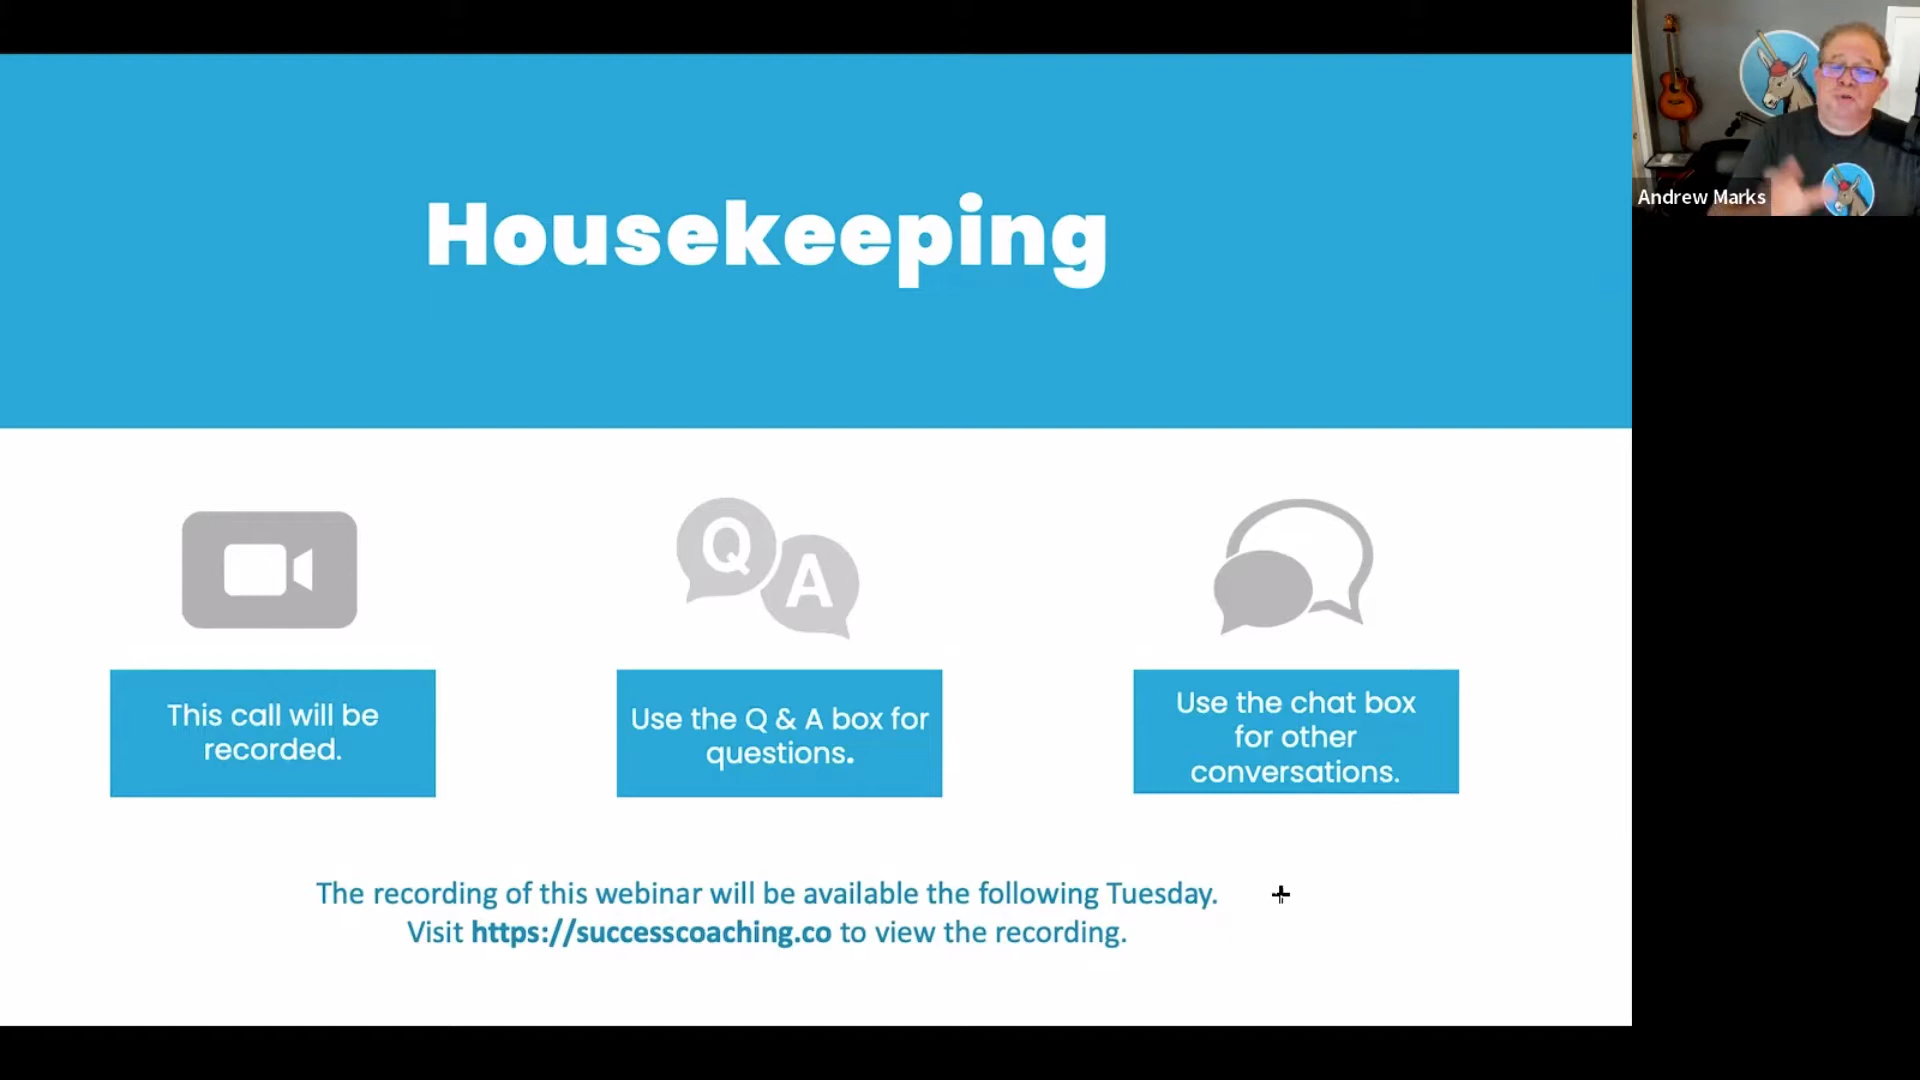 Housekeeping
Andrew Marks
Q
A
This call will be
recorded.
Use the Q & A box for
questions.
Use the chat box
for other
conversations.
The recording of this webinar will be available the following Tuesday.
Visit https://successcoaching.co to view the recording.